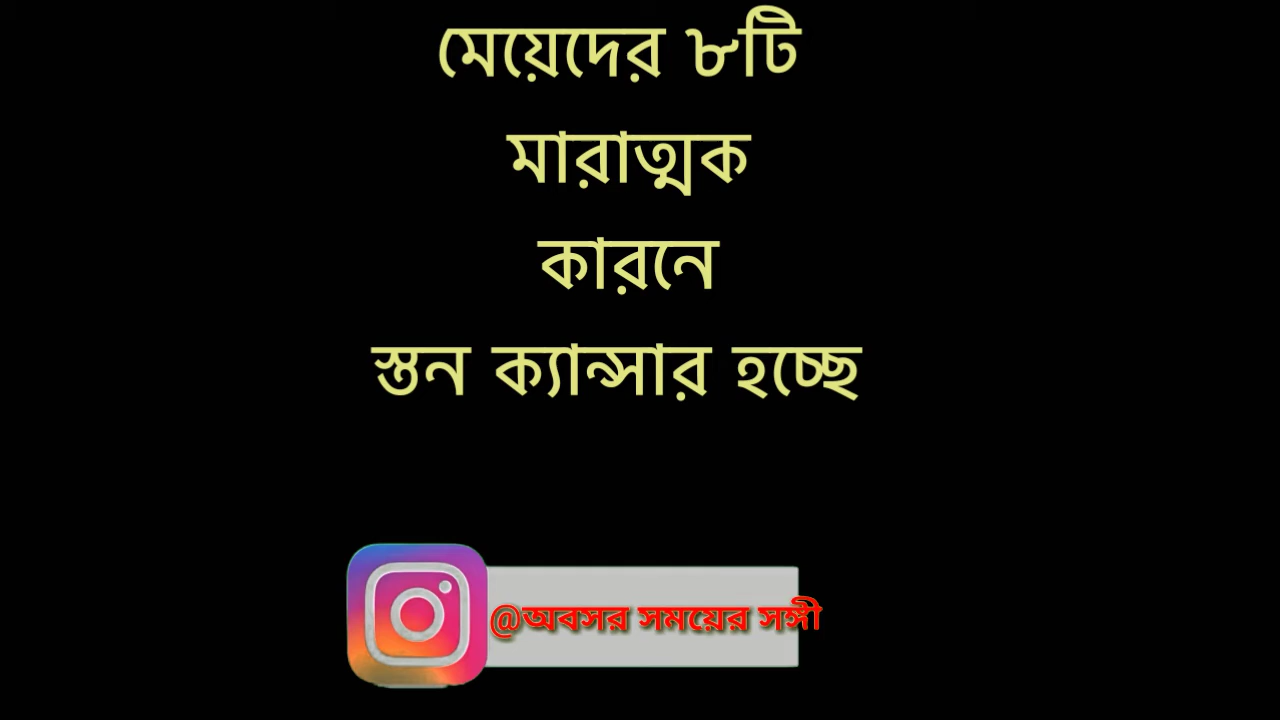 মেয়েদের ৮টি
মারাত্মক
কারনে
স্তন ক্যান্সার হচ্ছে
@অবসর সময়ের সঙ্গী